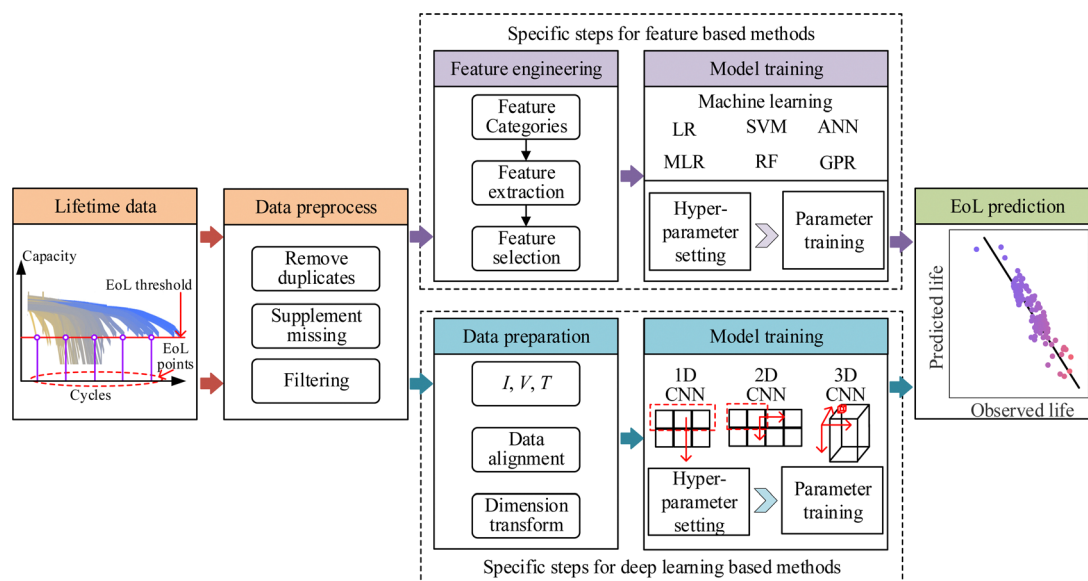 Specific steps for feature based methods
Feature engineering
Feature
Categories
Feature
extraction
Feature
selection
Model training
Machine learning
LR SVM ANN
MLR RF GPR
Hyper-
parameter
setting
Parameter
training
Lifetime data
Capacity
EoL threshold
EoL
points
Cycles
Data preprocess
Remove
duplicates
Supplement
missing
Filtering
EoL prediction
Predicted life
Observed life
Data preparation
I, V, T
Data
alignment
Dimension
transform
Model training
1D
CNN
2D
CNN
3D
CNN
Hyper-
parameter
setting
Parameter
training
Specific steps for deep learning based methods